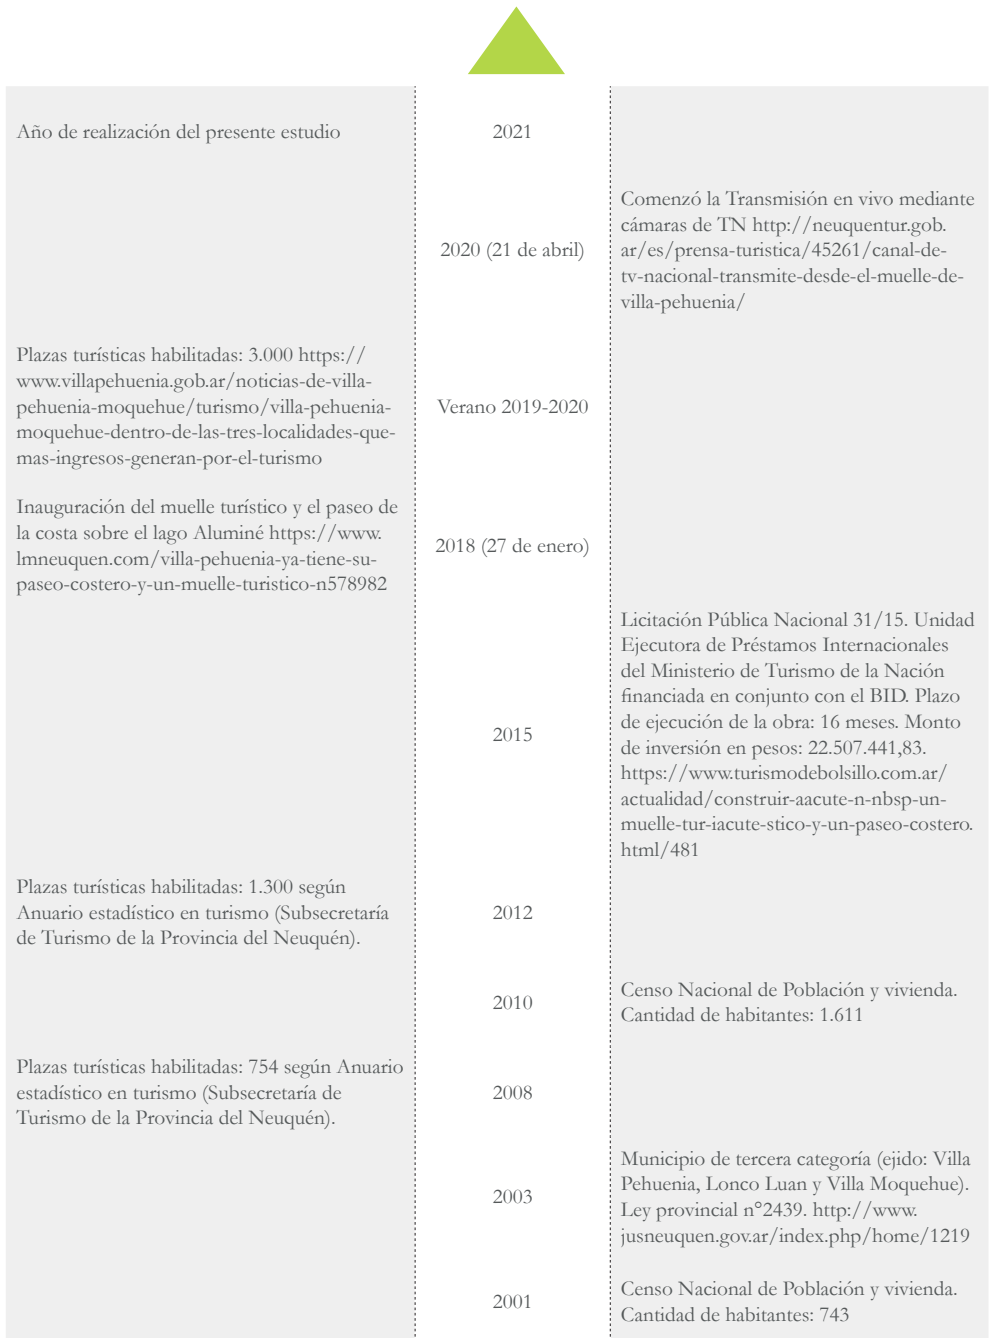 Año de realización del presente estudio
2021
2020 (21 de abril)
Comenzó la Transmisión en vivo mediante
cámaras de TN http://neuquentur.gob.
ar/es/prensa-turistica/45261/canal-de-
tv-nacional-transmite-desde-el-muelle-de-
villa-pehuenia/
Plazas turísticas habilitadas: 3.000 https://
www.villapehuenia.gob.ar/noticias-de-villa-
pehuenia-moquehue/turismo/villa-pehuenia-
moquehue-dentro-de-las-tres-localidades-que-
mas-ingresos-generan-por-el-turismo
Verano 2019-2020
Inauguración del muelle turístico y el paseo de
la costa sobre el lago Aluminé https://www.
lmneuquen.com/villa-pehuenia-ya-tiene-su-
paseo-costero-y-un-muelle-turistico-n578982
2018 (27 de enero)
2015
Licitación Pública Nacional 31/15. Unidad
Ejecutora de Préstamos Internacionales
del Ministerio de Turismo de la Nación
financiada en conjunto con el BID. Plazo
de ejecución de la obra: 16 meses. Monto
de inversión en pesos: 22.507.441,83.
https://www.turismodebolsillo.com.ar/
actualidad/construir-aacute-n-nbsp-un-
muelle-tur-iacute-stico-y-un-paseo-costero.
html/481
Plazas turísticas habilitadas: 1.300 según
Anuario estadístico en turismo (Subsecretaría
de Turismo de la Provincia del Neuquén).
2012
2010
Censo Nacional de Población y vivienda.
Cantidad de habitantes: 1.611
Plazas turísticas habilitadas: 754 según Anuario
estadístico en turismo (Subsecretaría de
Turismo de la Provincia del Neuquén).
2008
2003
Municipio de tercera categoría (ejido: Villa
Pehuenia, Lonco Luan y Villa Moquehue).
Ley provincial n°2439. http://www.
jusneuquen.gov.ar/index.php/home/1219
2001
Censo Nacional de Población y vivienda.
Cantidad de habitantes: 743